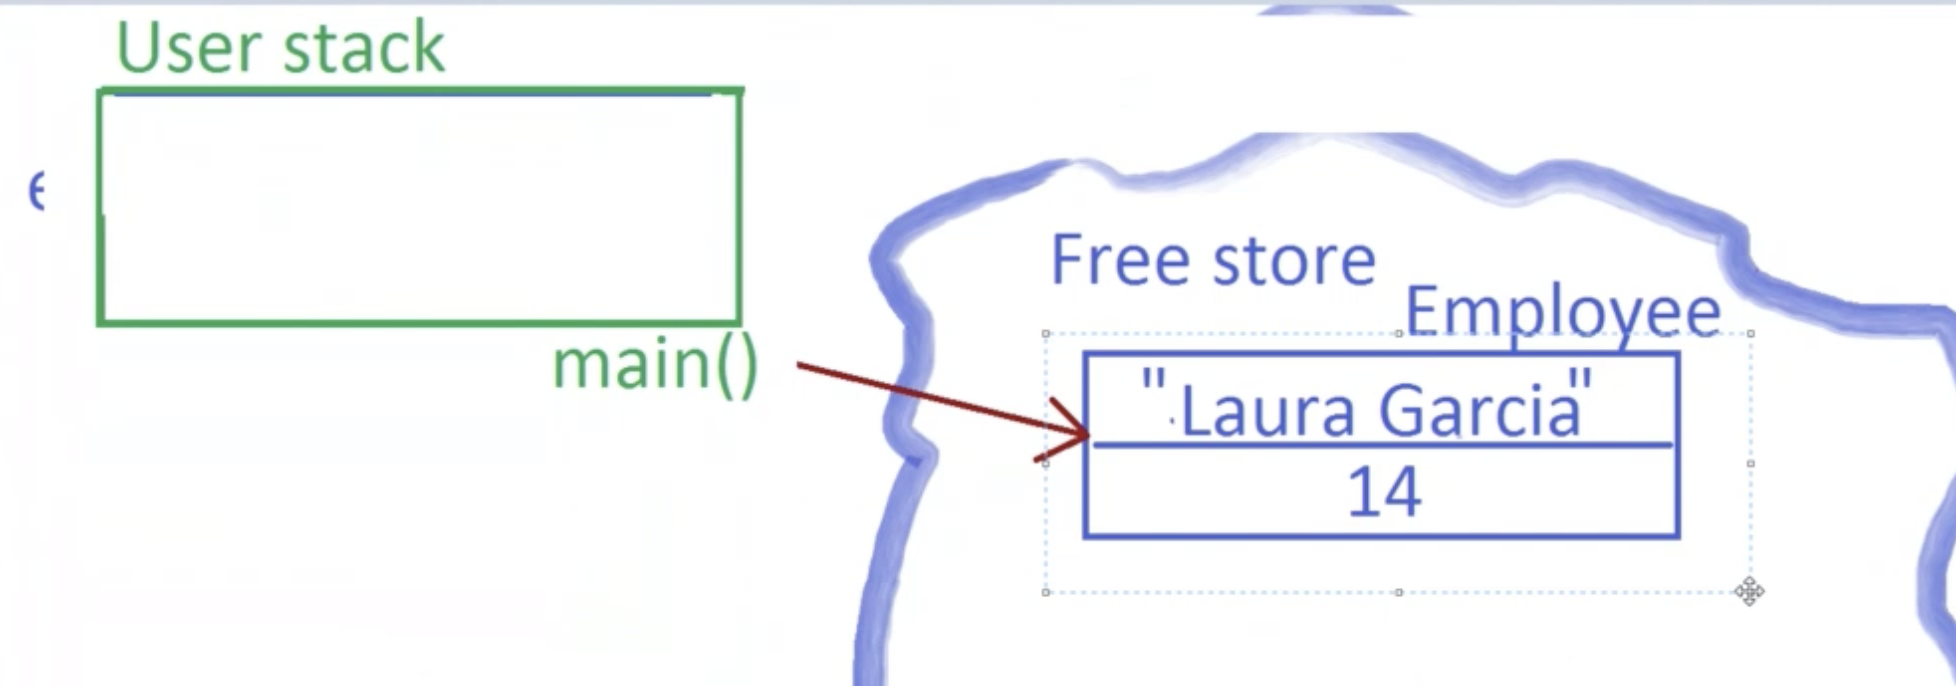 User stack
e
main()
Free store
Employee
"Laura Garcia"
14